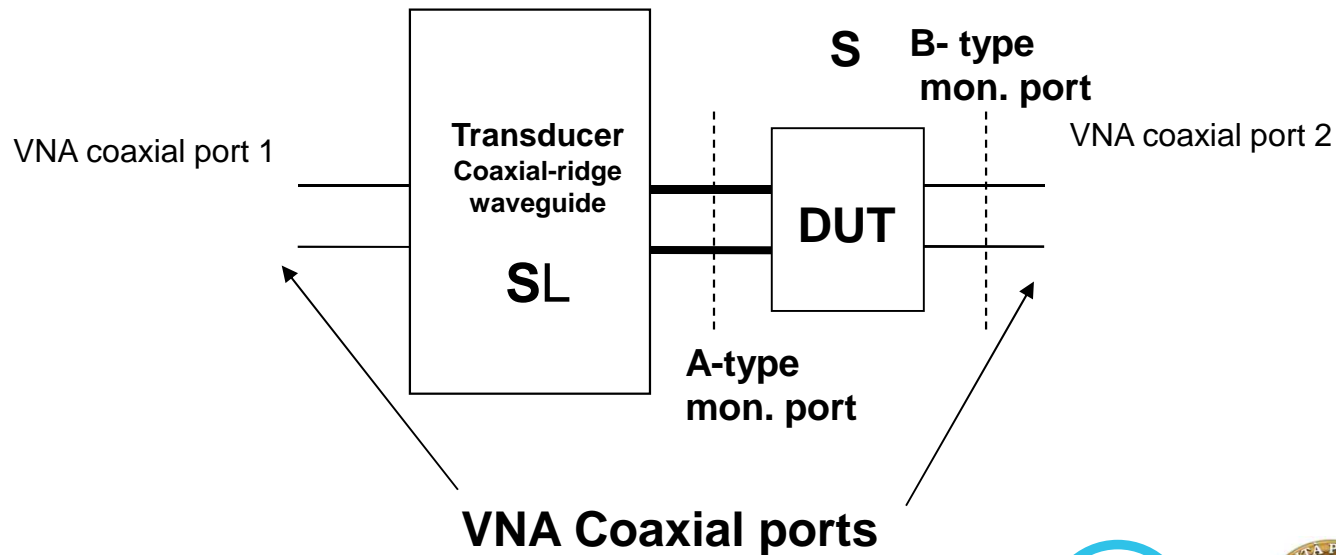 S
B- type
mon. port
VNA coaxial port 1
Transducer
Coaxial-ridge
waveguide
SL
DUT
VNA coaxial port 2
A-type
mon. port
VNA Coaxial ports